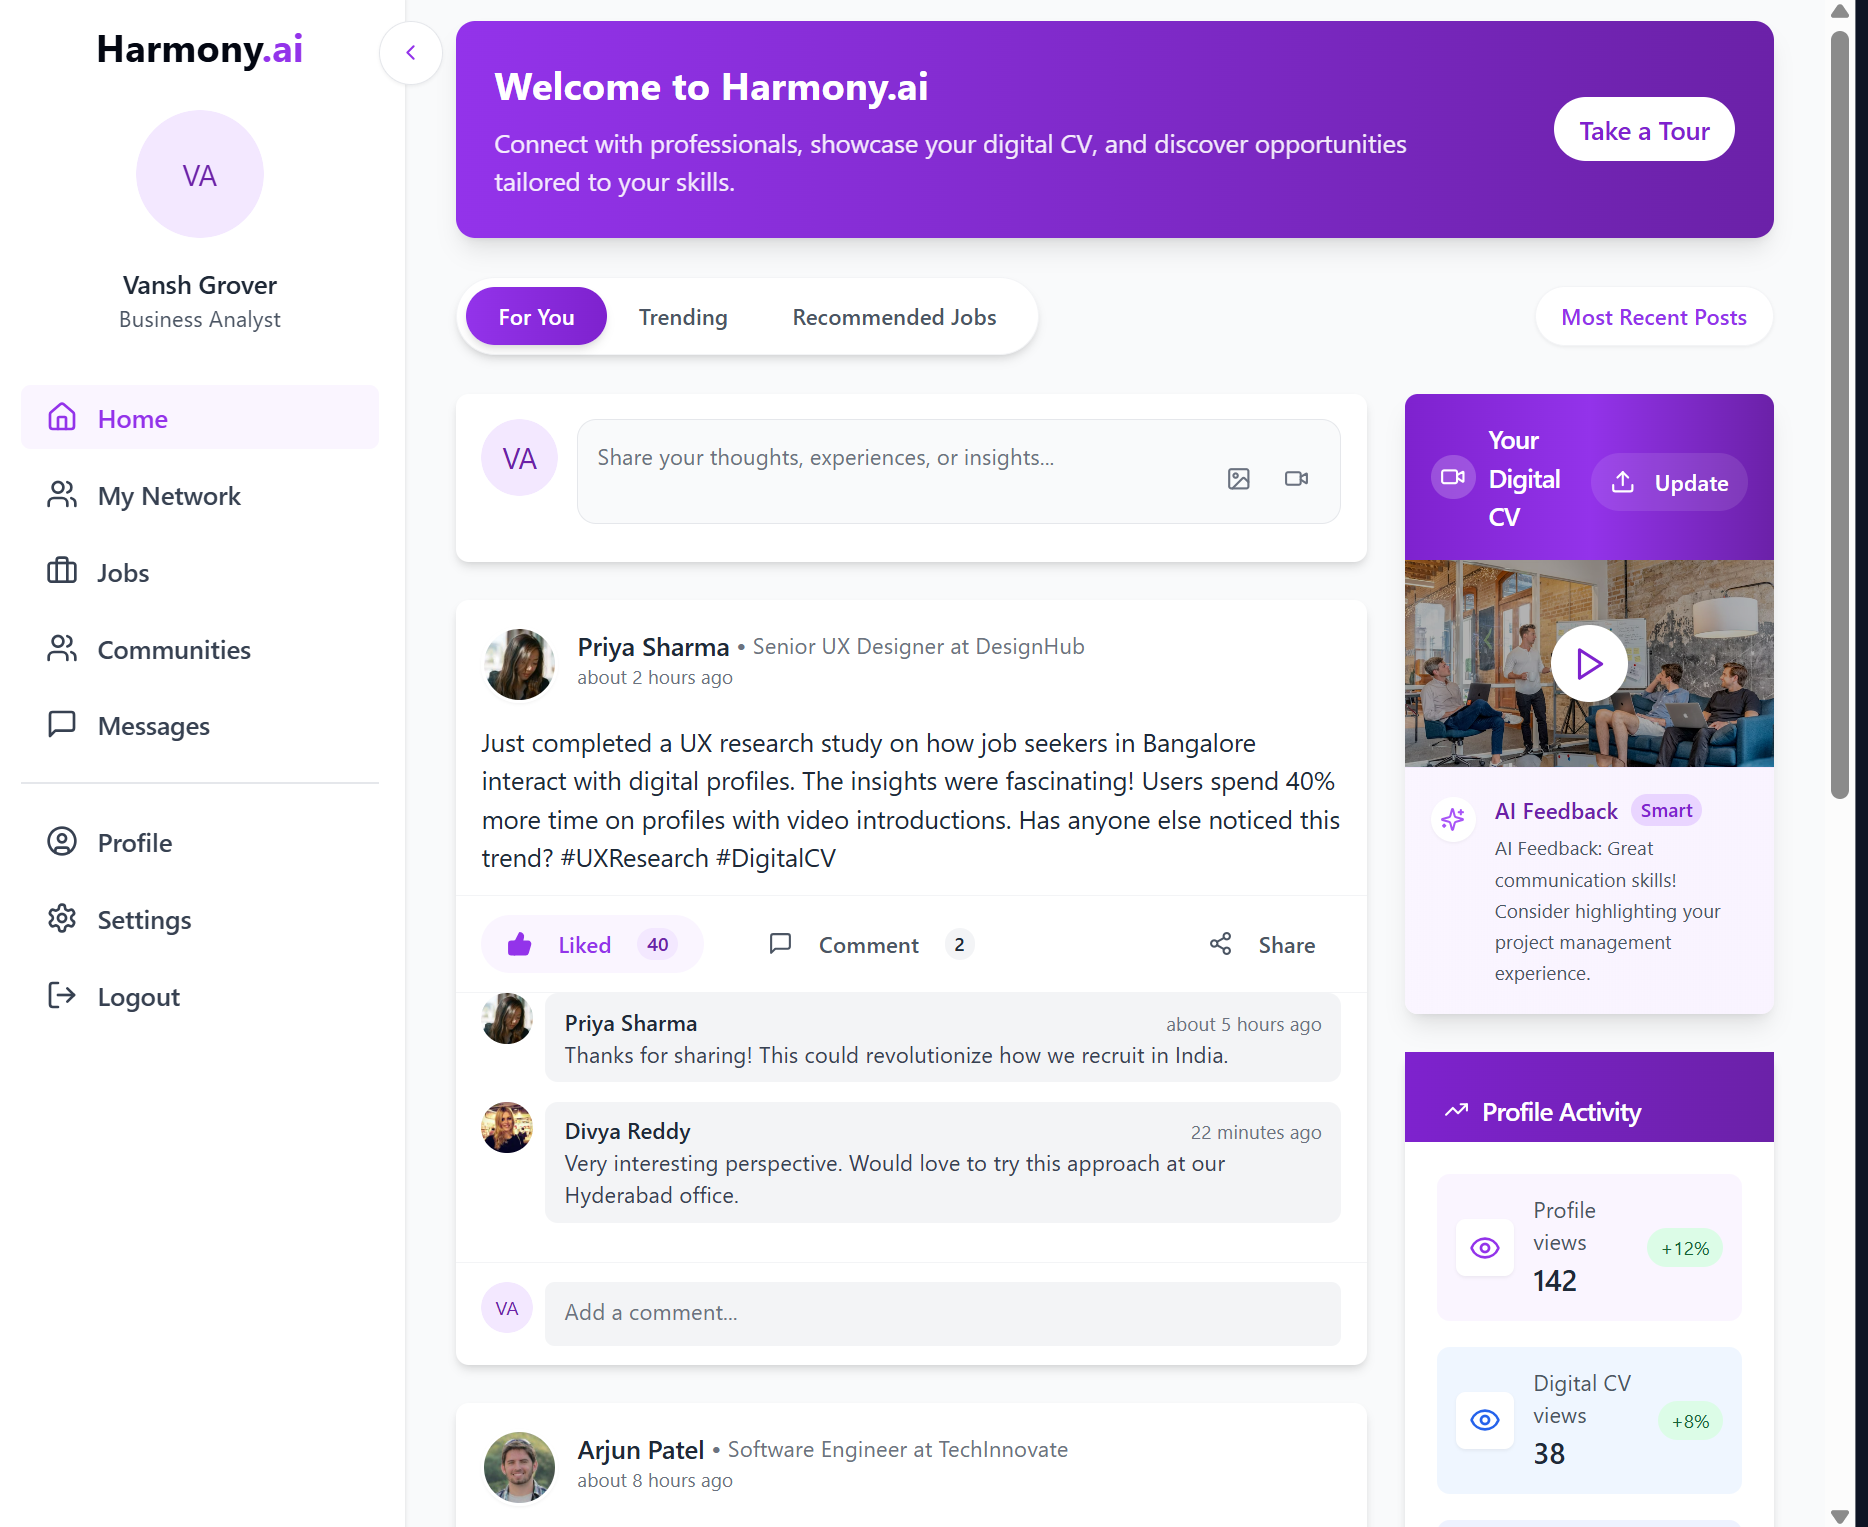 Harmony.ai
VA
Vansh Grover
Business Analyst
Home
My Network
Jobs
Communities
Messages
Profile
Settings
Logout
Welcome to Harmony.ai
Connect with professionals, showcase your digital CV, and discover opportunities
tailored to your skills.
Take a Tour
For You
Trending
Recommended Jobs
Most Recent Posts
VA
Share your thoughts, experiences, or insights...
Priya Sharma • Senior UX Designer at DesignHub
about 2 hours ago
Just completed a UX research study on how job seekers in Bangalore
interact with digital profiles. The insights were fascinating! Users spend 40%
more time on profiles with video introductions. Has anyone else noticed this
trend? #UXResearch #DigitalCV
Liked 40
Comment 2
Share
Priya Sharma
about 5 hours ago
Thanks for sharing! This could revolutionize how we recruit in India.
Divya Reddy
22 minutes ago
Very interesting perspective. Would love to try this approach at our
Hyderabad office.
VA
Add a comment...
Arjun Patel • Software Engineer at TechInnovate
about 8 hours ago
Your
Digital
CV
Update
AI Feedback Smart
AI Feedback: Great
communication skills!
Consider highlighting your
project management
experience.
Profile Activity
Profile
views
142
+12%
Digital CV
views
38
+8%